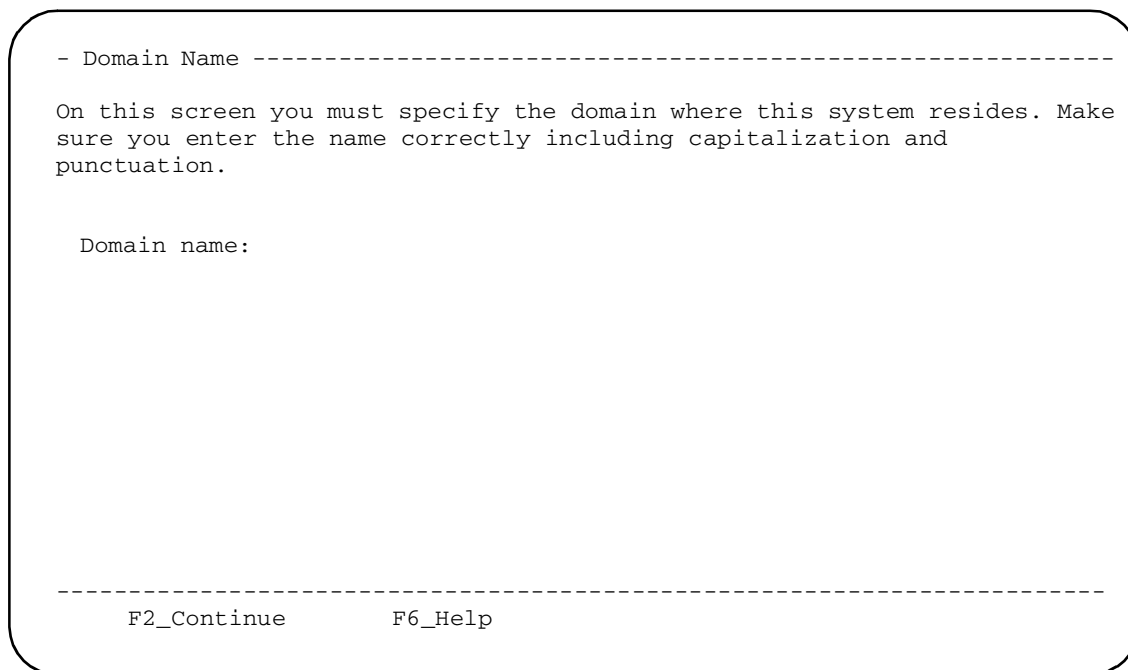 - Domain Name ------------------------------------------------------------
On this screen you must specify the domain where this system resides. Make
sure you enter the name correctly including capitalization and
punctuation.
Domain name:
-------------------------------------------------------------------------
F2_Continue F6_Help